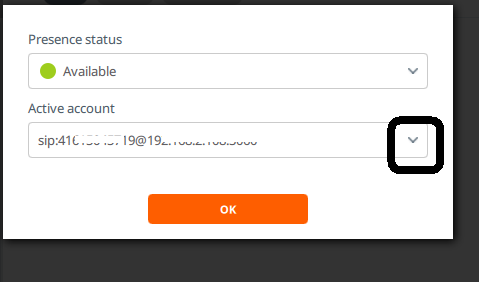 Presence status
Available
Active account
OK